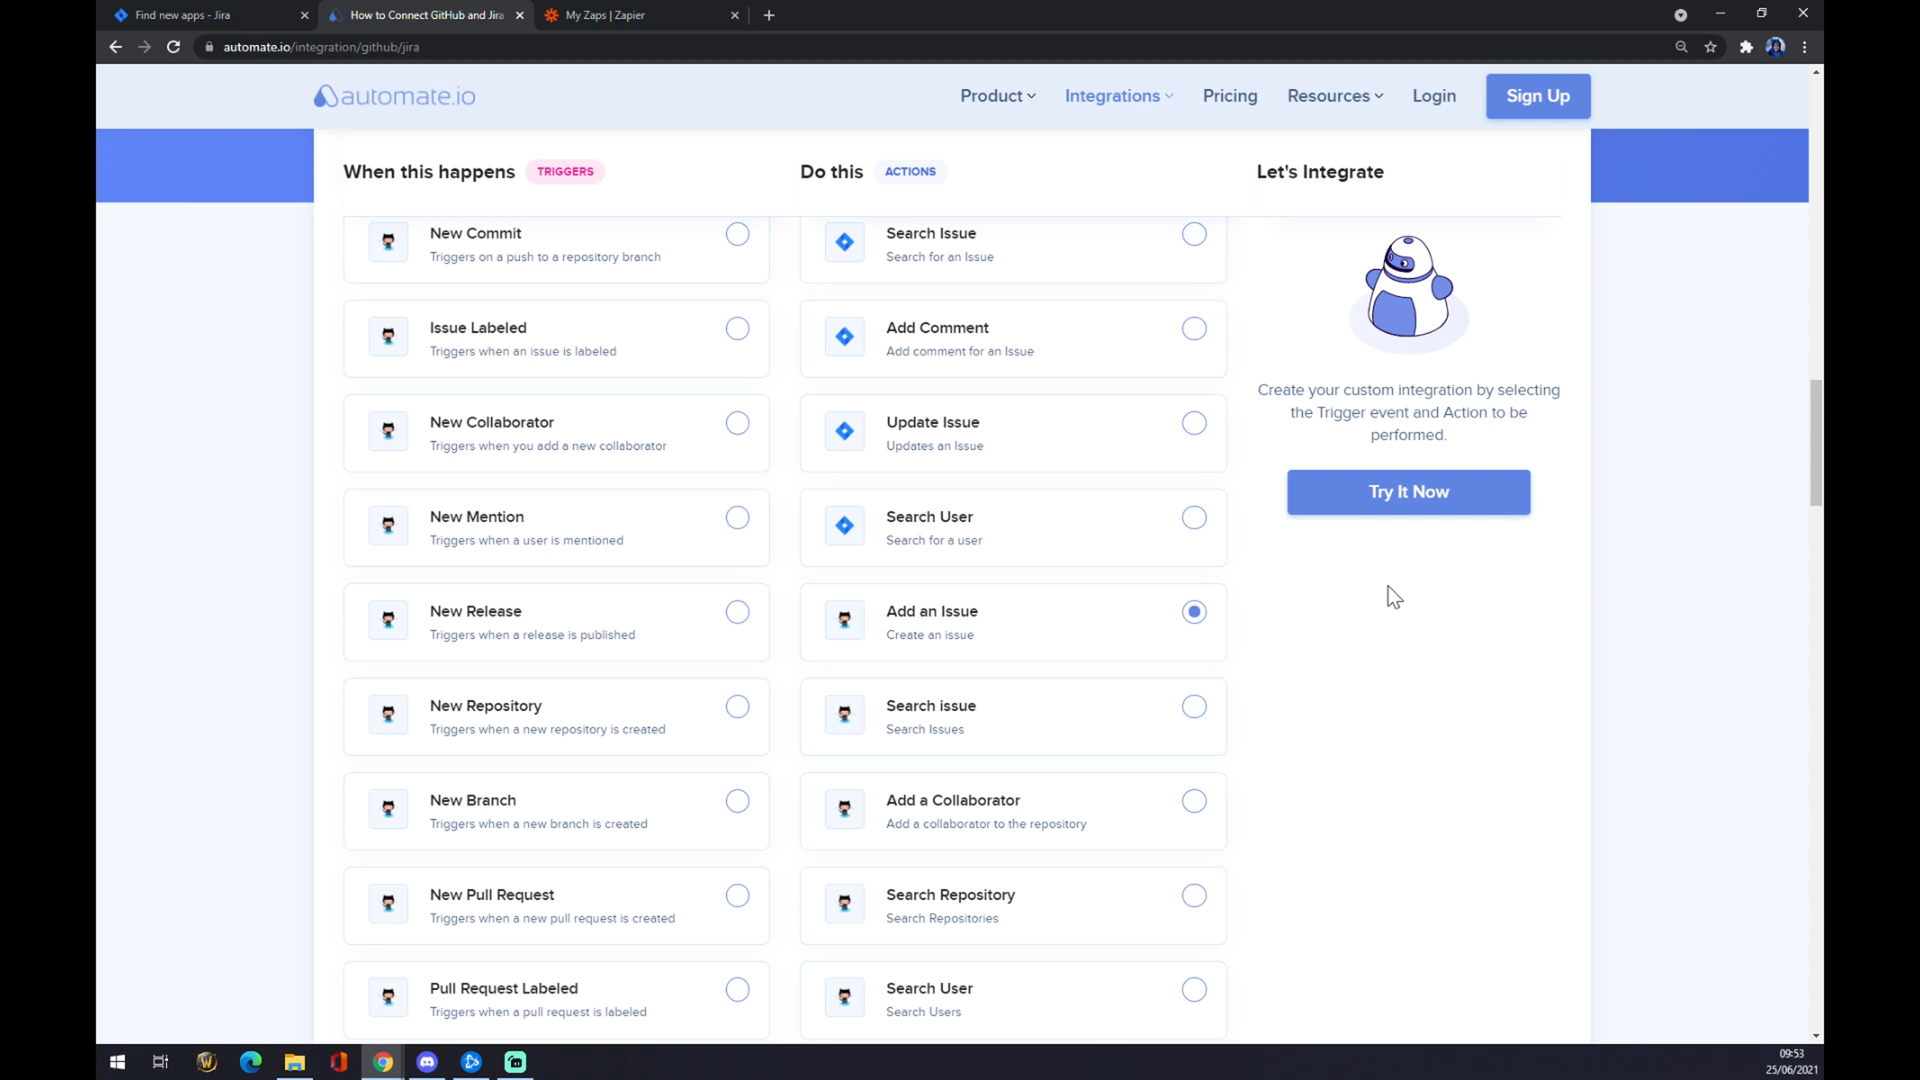 Find new apps - Jira
How to Connect GitHub and Jira
My Zaps | Zapier
automate.io/integration/github/jira
automate.io
Product
Integrations
Pricing
Resources
Login
Sign Up
When this happens TRIGGERS
Do this ACTIONS
Let's Integrate
New Commit
Triggers on a push to a repository branch
Search Issue
Search for an Issue
Issue Labeled
Triggers when an issue is labeled
Add Comment
Add comment for an Issue
Create your custom integration by selecting
the Trigger event and Action to be
performed.
Try It Now
New Collaborator
Triggers when you add a new collaborator
Update Issue
Updates an Issue
New Mention
Triggers when a user is mentioned
Search User
Search for a user
New Release
Triggers when a release is published
Add an Issue
Create an issue
New Repository
Triggers when a new repository is created
Search issue
Search Issues
New Branch
Triggers when a new branch is created
Add a Collaborator
Add a collaborator to the repository
New Pull Request
Triggers when a new pull request is created
Search Repository
Search Repositories
Pull Request Labeled
Triggers when a pull request is labeled
Search User
Search Users
09:53
25/06/2021